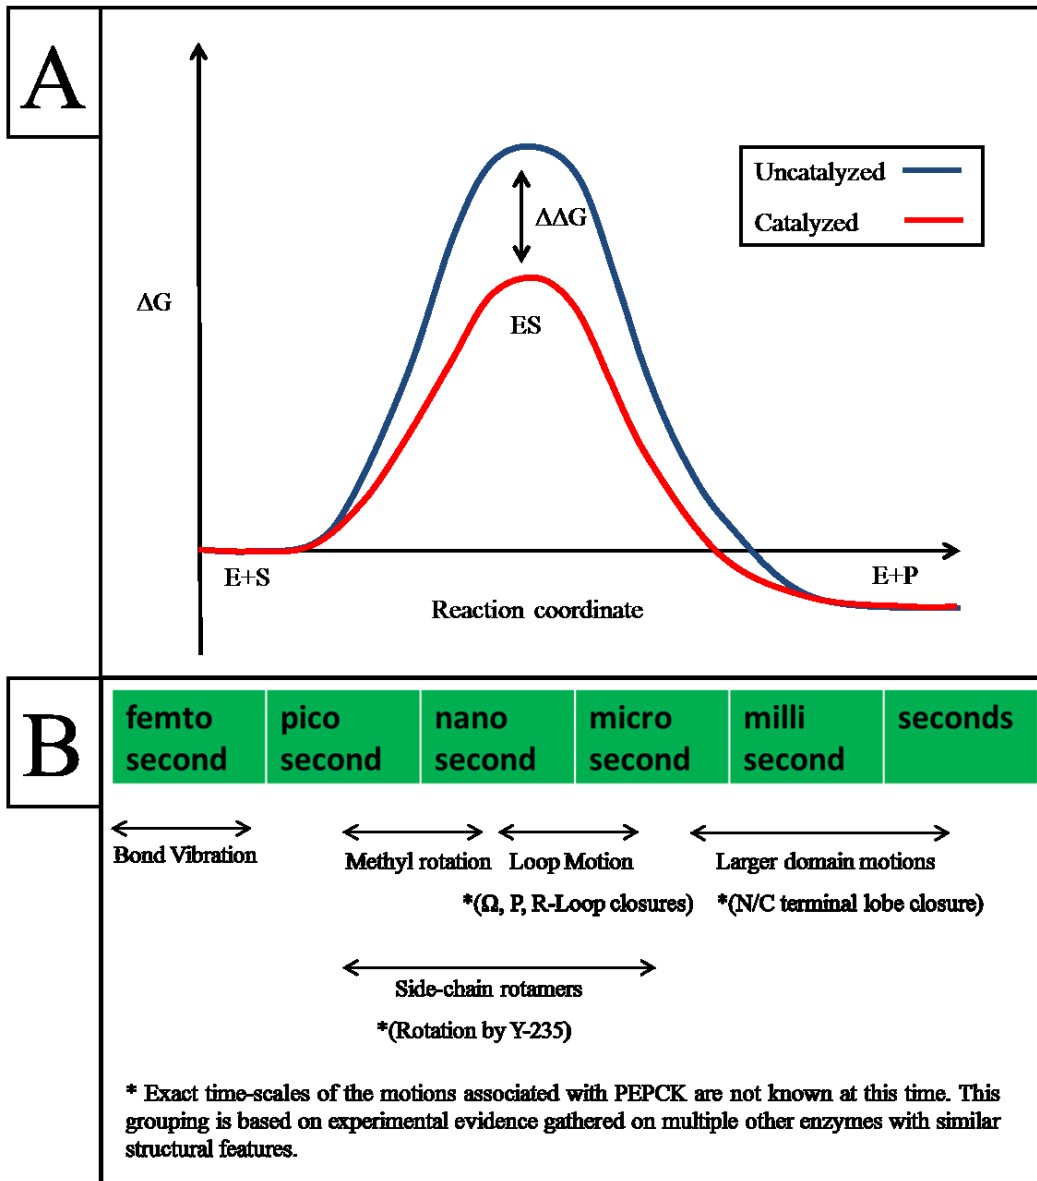 A
Uncatalyzed
Catalyzed
ΔΔG
ΔG
ES
E+S
E+P
Reaction coordinate
B
femto second
pico second
nano second
micro second
milli second
seconds
Bond Vibration
Methyl rotation
Loop Motion
Larger domain motions
*(Ω, P, R-Loop closures)
*(N/C terminal lobe closure)
Side-chain rotamers
*(Rotation by Y-235)
* Exact time-scales of the motions associated with PEPCK are not known at this time. This
grouping is based on experimental evidence gathered on multiple other enzymes with similar
structural features.